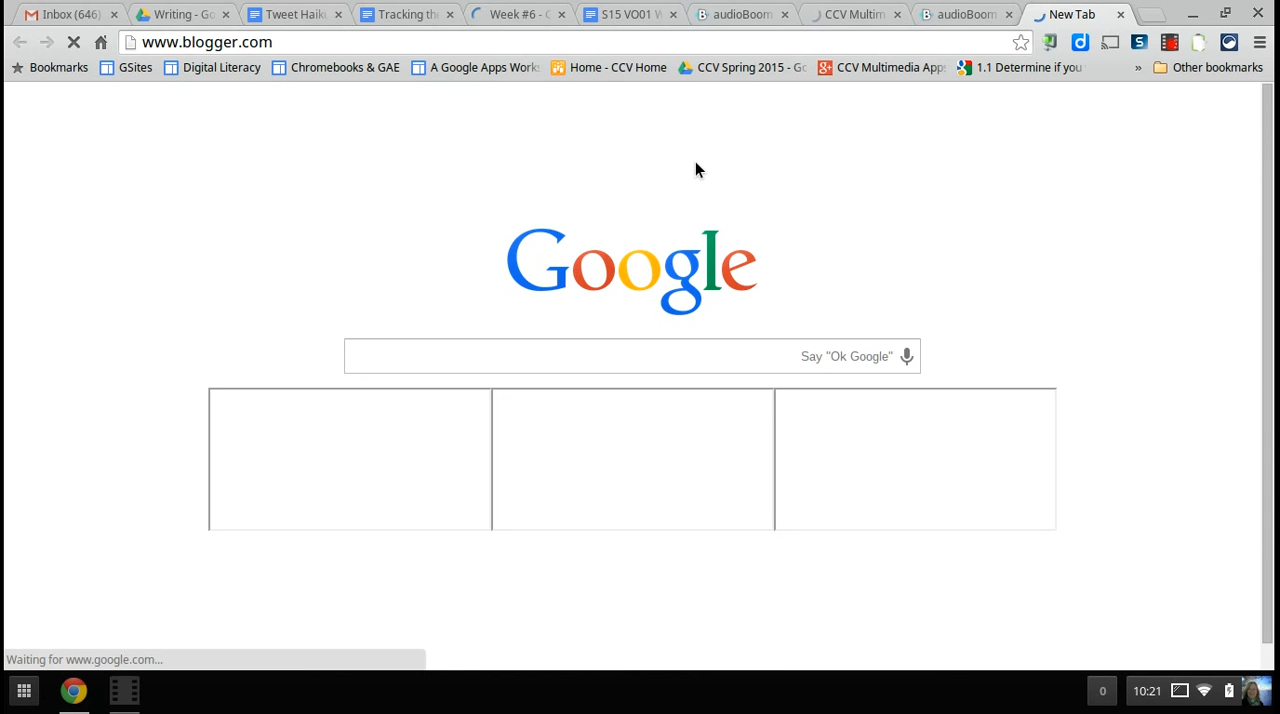 Inbox (646)
Writing - Go
Tweet Haik
Tracking th
Week #6 - C
S15 VO01 W
audioBoom
CCV Multim
audioBoom
New Tab
www.blogger.com
Bookmarks
GSites
Digital Literacy
Chromebooks & GAE
A Google Apps Work
Home - CCV Home
CCV Spring 2015 - Go
CCV Multimedia App
1.1 Determine if you
»
Other bookmarks
Google
Say "Ok Google"
Waiting for www.google.com...
0
10:21